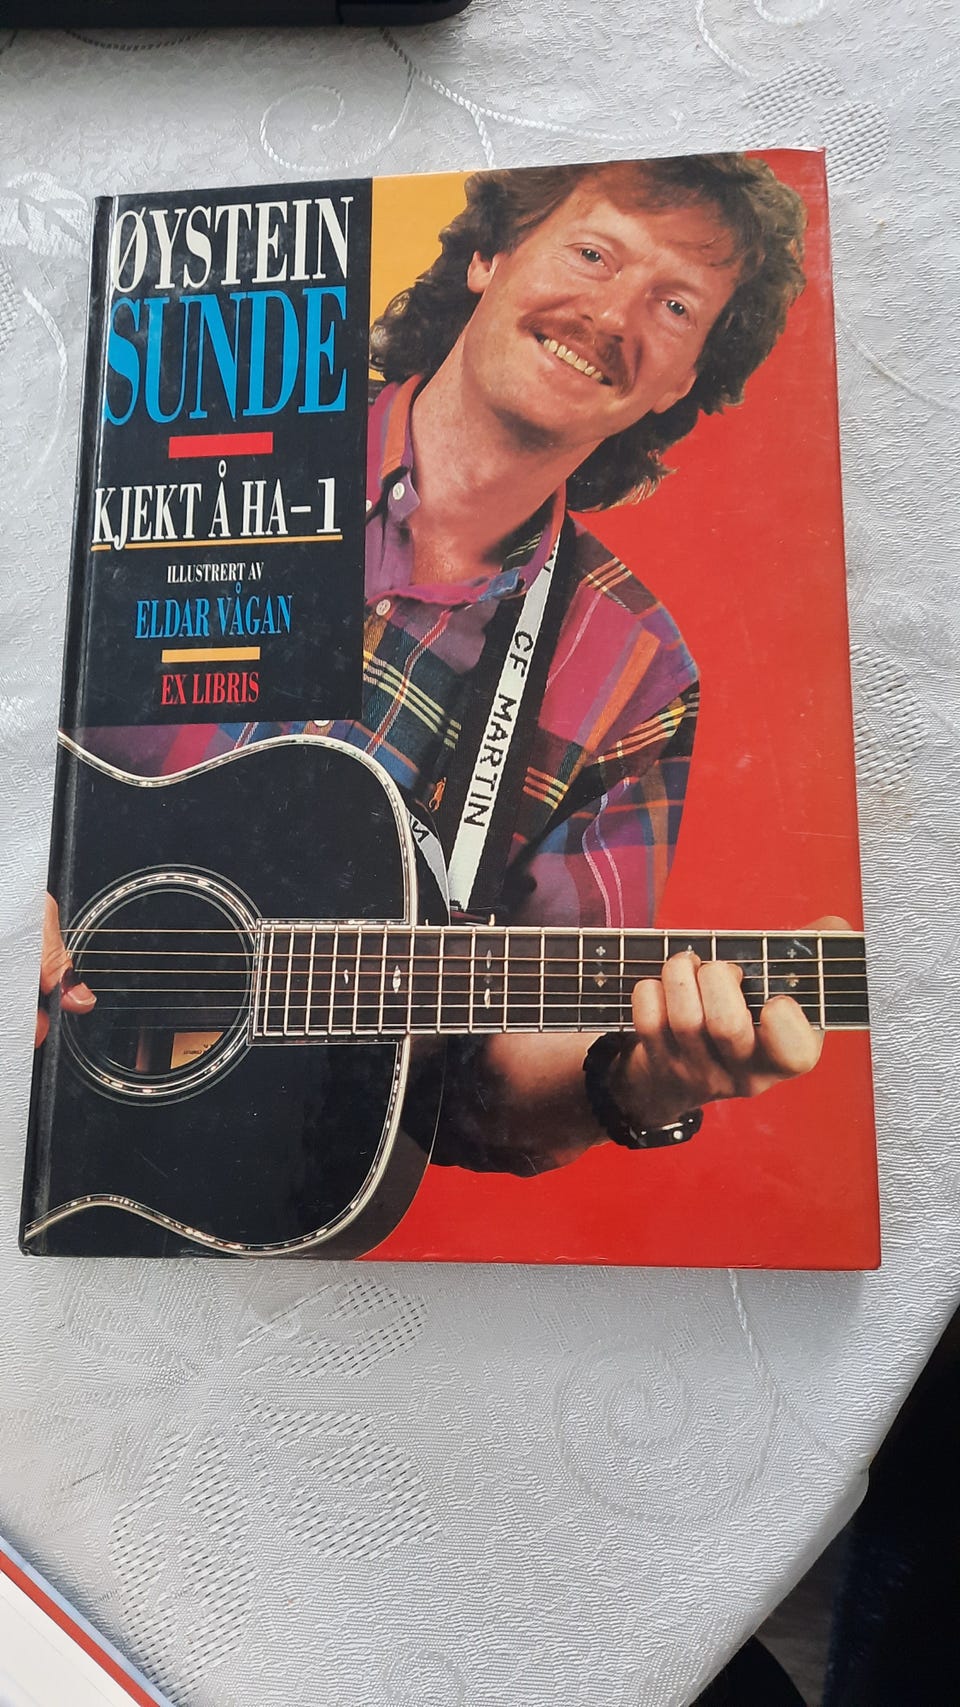 ØYSTEIN
SUNDE
KJEKT Å HA-1
ILLUSTRERT AV
ELDAR VÅGAN
EX LIBRIS
CF MARTIN